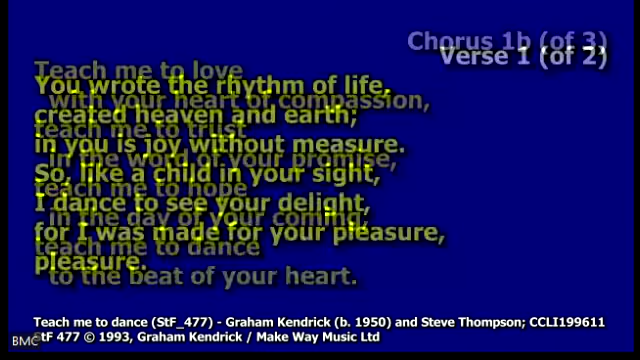 Chorus 1b (of 3)
Verse 1 (of 2)
Teach me to love
You wrote the rhythm of life,
with your heart of compassion,
created heaven and earth;
teach me to trust
in you is joy without measure.
in the word of your promise,
So, like a child in your sight,
teach me to hope
I dance to see your delight,
in the day of your coming,
for I was made for your pleasure,
teach me to dance
pleasure.
to the beat of your heart.
Teach me to dance (StF_477) - Graham Kendrick (b. 1950) and Steve Thompson; CCLI199611
StF 477 © 1993, Graham Kendrick / Make Way Music Ltd
BMC